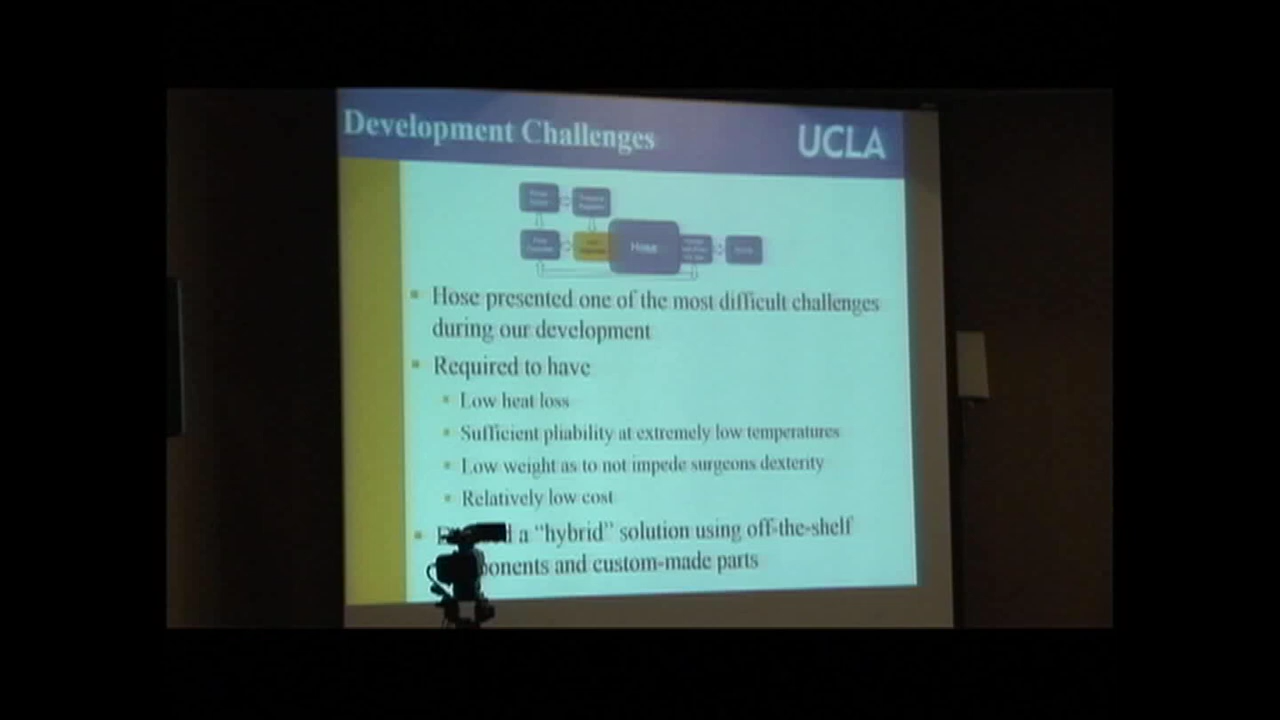 Development Challenges
UCLA
Hose
Hose presented one of the most difficult challenges
during our development
Required to have
Low heat loss
Sufficient pliability at extremely low temperatures
Low weight as to not impede surgeons dexterity
Relatively low cost
a “hybrid” solution using off-the-shelf
and custom-made parts